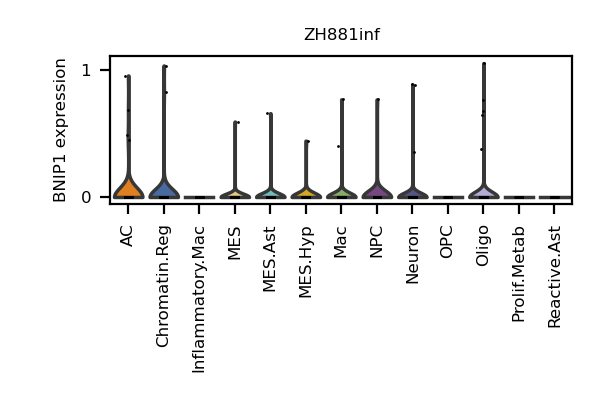 ZH881inf
BNIP1 expression
1
0
AC
Chromatin.Reg
Inflammatory.Mac
MES
MES.Ast
MES.Hyp
Mac
NPC
Neuron
OPC
Oligo
Prolif.Metab
Reactive.Ast